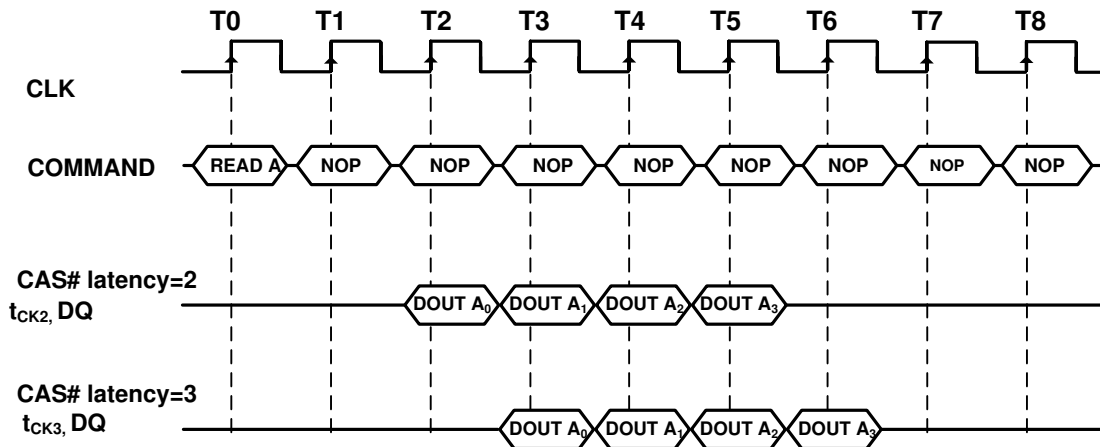 T0 T1 T2 T3 T4 T5 T6 T7 T8
CLK
COMMAND READ A NOP NOP NOP NOP NOP NOP NOP NOP
CAS# latency=2
tCK2, DQ DOUT A0 DOUT A1 DOUT A2 DOUT A3
CAS# latency=3
tCK3, DQ DOUT A0 DOUT A1 DOUT A2 DOUT A3